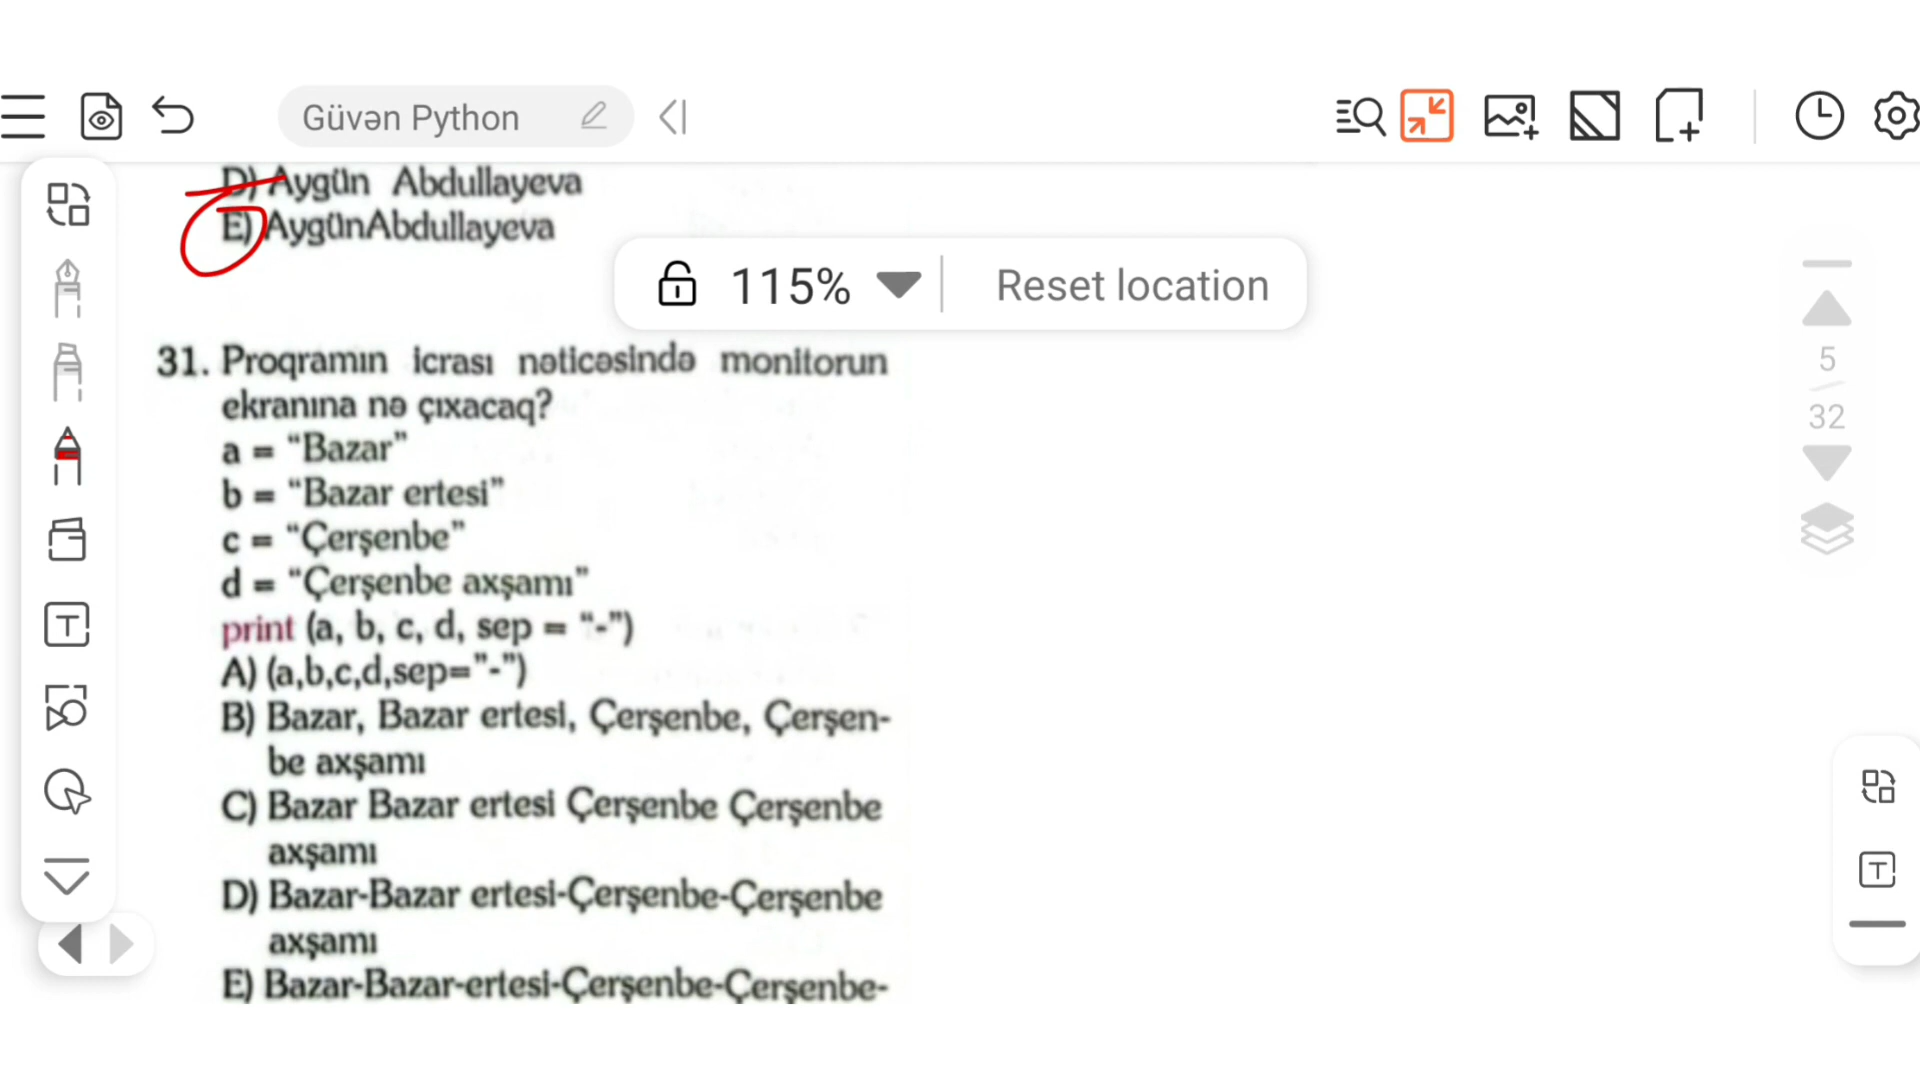 Güvən Python
D) Aygün Abdullayeva
E) AygünAbdullayeva
115%
Reset location
5
32
31. Proqramın icrası nəticəsində monitorun
ekranına nə çıxacaq?
a = “Bazar”
b = “Bazar ertesi”
c = “Çerşenbe”
d = “Çerşenbe axşamı”
print (a, b, c, d, sep = “-”)
A) (a,b,c,d,sep="-")
B) Bazar, Bazar ertesi, Çerşenbe, Çerşen-
be axşamı
C) Bazar Bazar ertesi Çerşenbe Çerşenbe
axşamı
D) Bazar-Bazar ertesi-Çerşenbe-Çerşenbe
axşamı
E) Bazar-Bazar-ertesi-Çerşenbe-Çerşenbe-